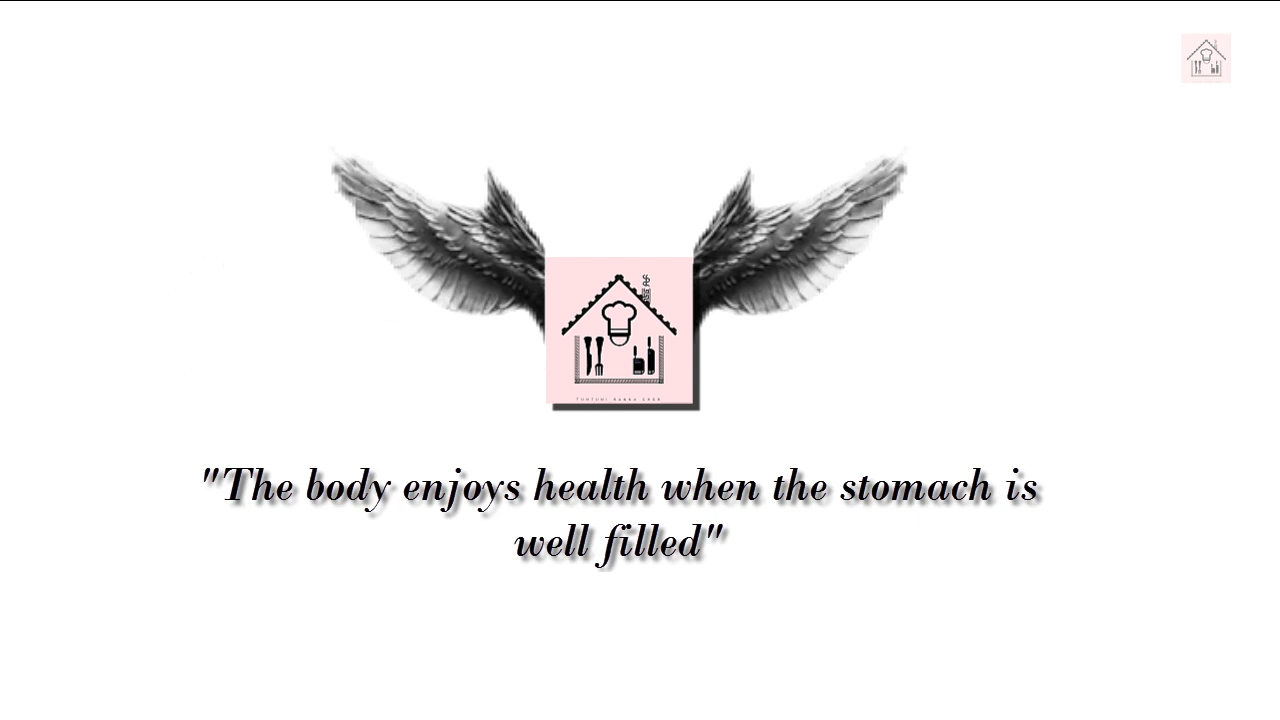 "The body enjoys health when the stomach is
well filled"